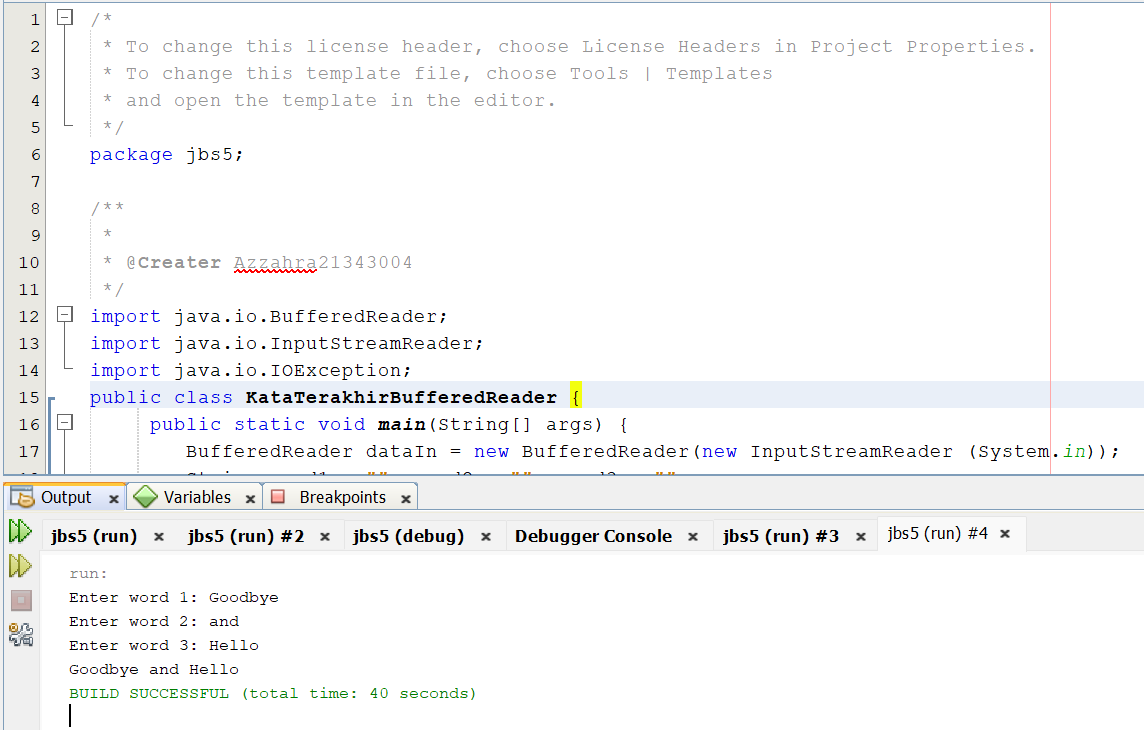 1 /*
2 * To change this license header, choose License Headers in Project Properties.
3 * To change this template file, choose Tools | Templates
4 * and open the template in the editor.
5 */
6 package jbs5;
7
8 /**
9 *
10 * @Creater Azzahra21343004
11 */
12 import java.io.BufferedReader;
13 import java.io.InputStreamReader;
14 import java.io.IOException;
15 public class KataTerakhirBufferedReader {
16 public static void main(String[] args) {
17 BufferedReader dataIn = new BufferedReader(new InputStreamReader (System.in));
Output x Variables x Breakpoints x
jbs5 (run) x jbs5 (run) #2 x jbs5 (debug) x Debugger Console x jbs5 (run) #3 x jbs5 (run) #4 x
run:
Enter word 1: Goodbye
Enter word 2: and
Enter word 3: Hello
Goodbye and Hello
BUILD SUCCESSFUL (total time: 40 seconds)